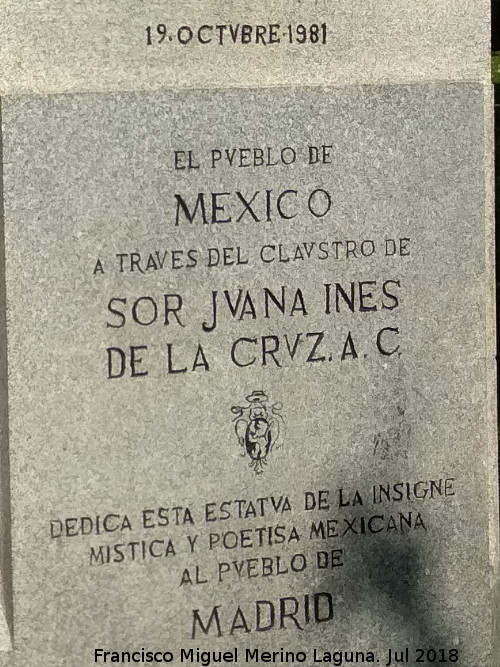 19·OCTVBRE·1981
EL PVEBLO DE
MEXICO
A TRAVES DEL CLAVSTRO DE
SOR JVANA INES
DE LA CRVZ. A. C.
DEDICA ESTA ESTATVA DE LA INSIGNE
MISTICA Y POETISA MEXICANA
AL PVEBLO DE
MADRID
Francisco Miguel Merino Laguna. Jul 2018